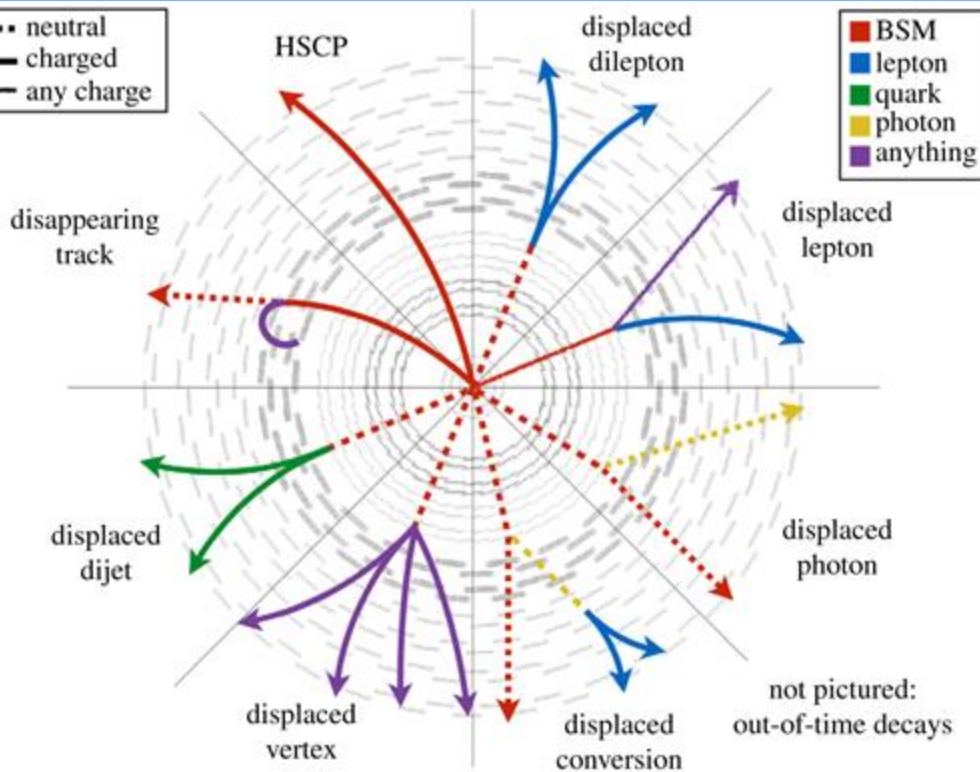 neutral
charged
any charge
HSCP
displaced
dilepton
BSM
lepton
quark
photon
anything
disappearing
track
displaced
lepton
displaced
dijet
displaced
photon
displaced
vertex
displaced
conversion
not pictured:
out-of-time decays